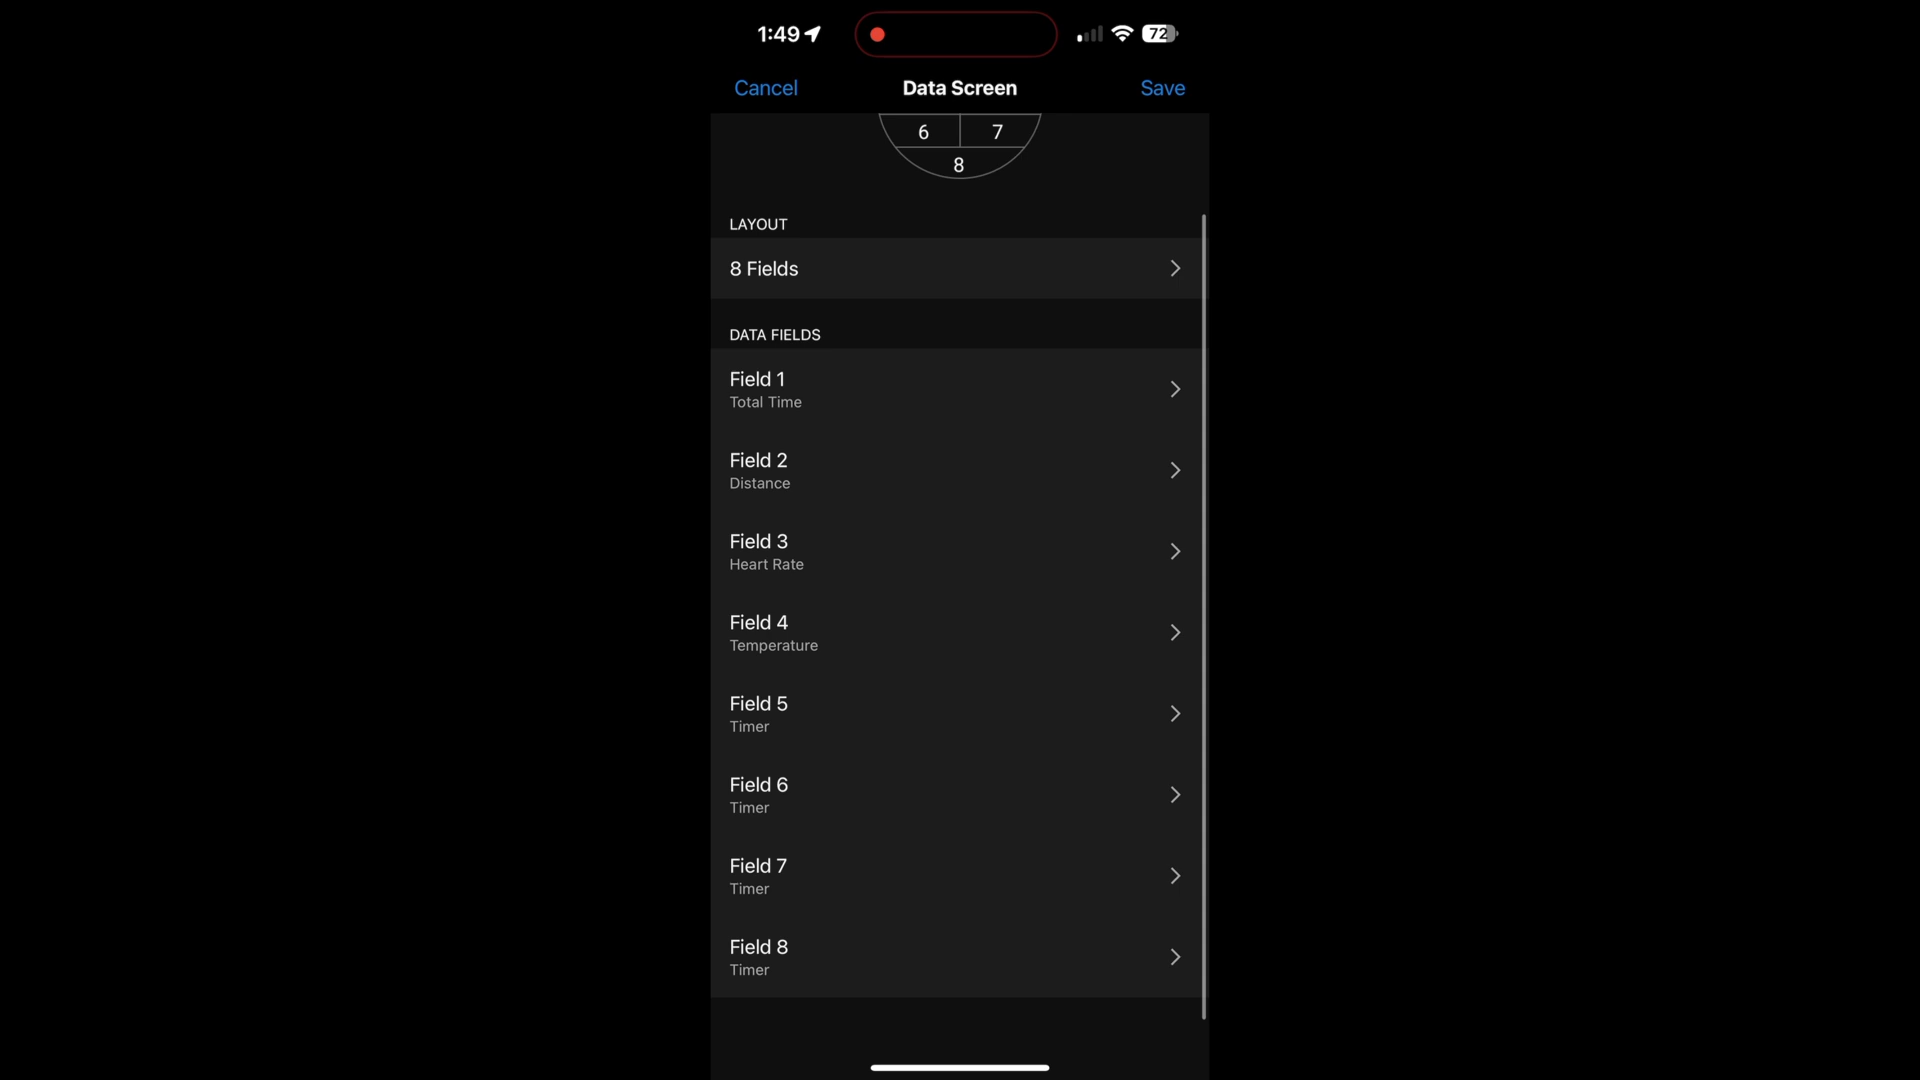 1:49
72
Cancel
Data Screen
Save
6
7
8
LAYOUT
8 Fields
DATA FIELDS
Field 1
Total Time
Field 2
Distance
Field 3
Heart Rate
Field 4
Temperature
Field 5
Timer
Field 6
Timer
Field 7
Timer
Field 8
Timer